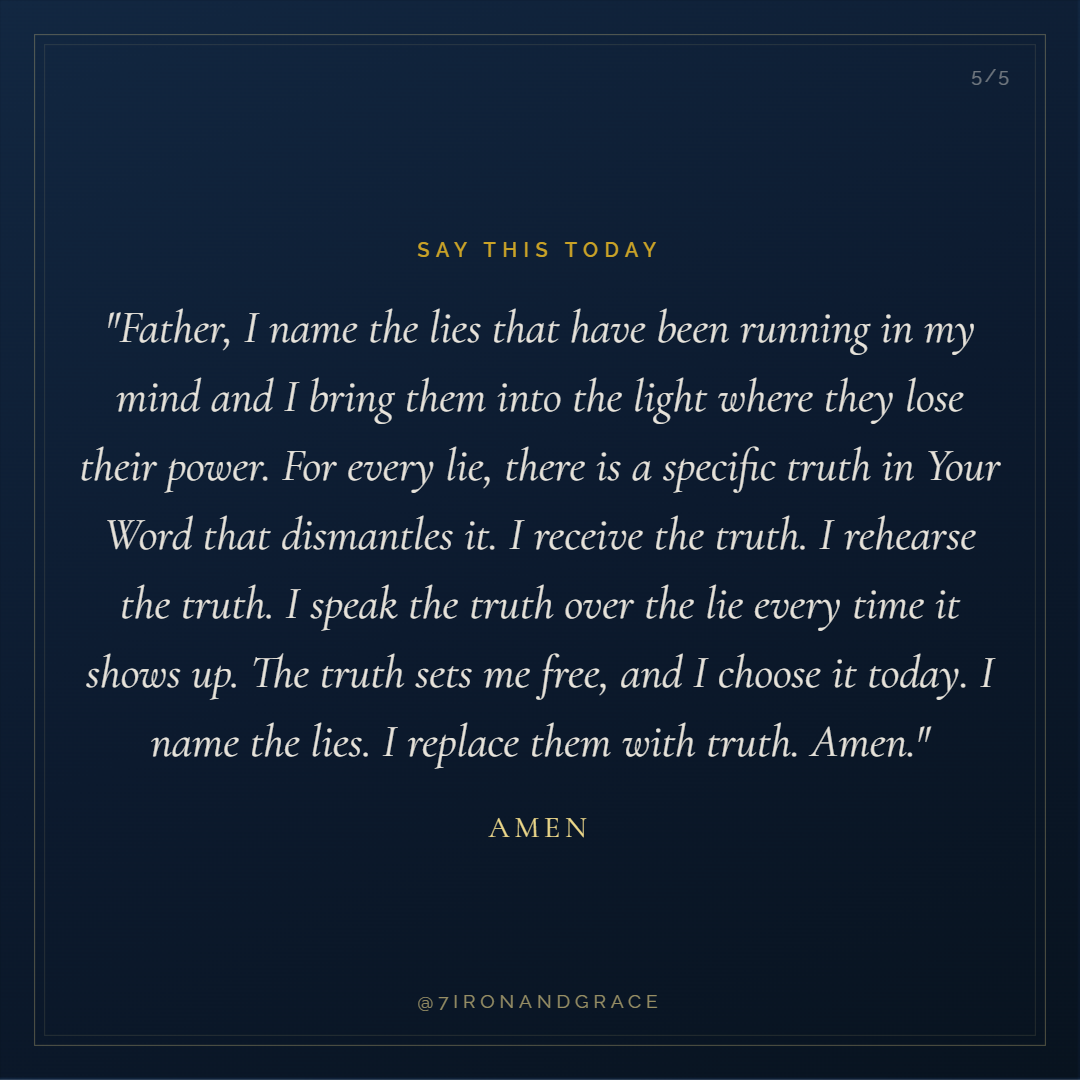 5/5
SAY THIS TODAY
"Father, I name the lies that have been running in my
mind and I bring them into the light where they lose
their power. For every lie, there is a specific truth in Your
Word that dismantles it. I receive the truth. I rehearse
the truth. I speak the truth over the lie every time it
shows up. The truth sets me free, and I choose it today. I
name the lies. I replace them with truth. Amen."
AMEN
@7IRONANDGRACE